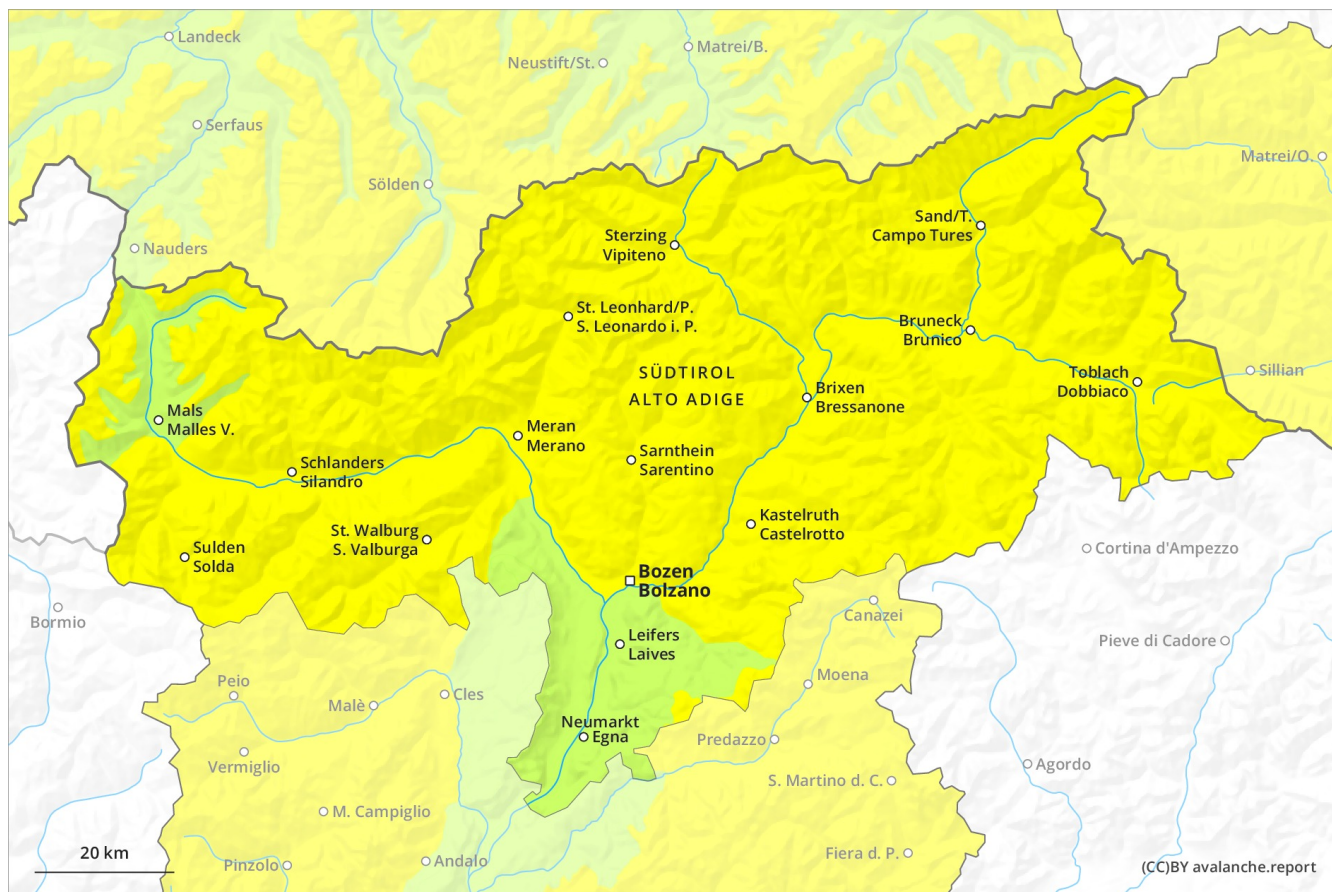 Landeck
Matrei/B.
Neustift/St.
Serfaus
Matrei/O.
Sölden
Sand/T.
Campo Tures
Sterzing
Vipiteno
Nauders
St. Leonhard/P.
S. Leonardo i. P.
Bruneck
Brunico
SÜDTIROL
ALTO ADIGE
Toblach
Dobbiaco
Sillian
Brixen
Bressanone
Mals
Malles V.
Meran
Merano
Sarnthein
Sarentino
Schlanders
Silandro
Kastelruth
Castelrotto
St. Walburg
S. Valburga
Sulden
Solda
Cortina d'Ampezzo
Bozen
Bolzano
Bormio
Canazei
Leifers
Laives
Pieve di Cadore
Moena
Peio
Cles
Malè
Neumarkt
Egna
Predazzo
Vermiglio
Agordo
S. Martino d. C.
M. Campiglio
20 km
Pinzolo
Andalo
Fiera d. P.
(CC)BY avalanche.report